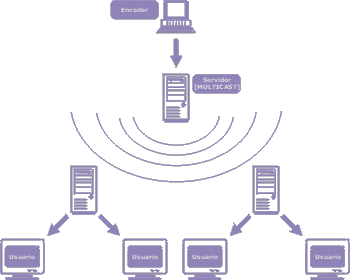 Encoder
Servidor
[MULTICAST]
Usuario
Usuario
Usuario
Usuario